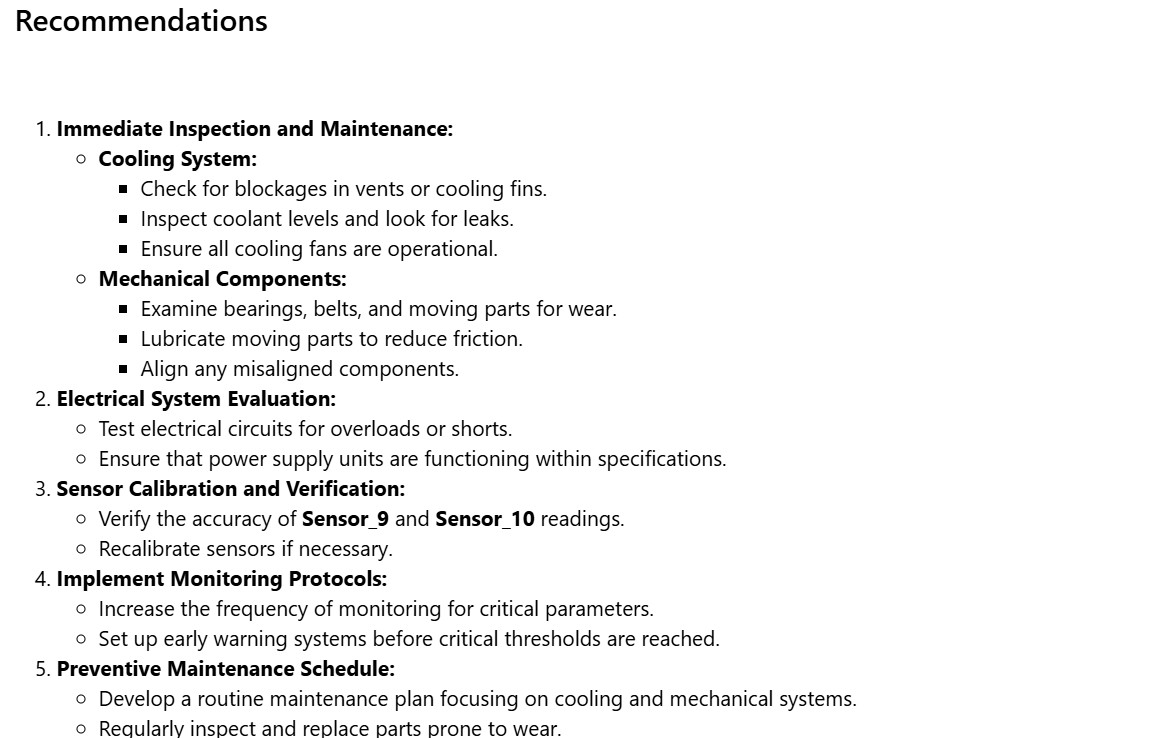 Recommendations
1. Immediate Inspection and Maintenance:
Cooling System:
Check for blockages in vents or cooling fins.
Inspect coolant levels and look for leaks.
Ensure all cooling fans are operational.
Mechanical Components:
Examine bearings, belts, and moving parts for wear.
Lubricate moving parts to reduce friction.
Align any misaligned components.
2. Electrical System Evaluation:
Test electrical circuits for overloads or shorts.
Ensure that power supply units are functioning within specifications.
3. Sensor Calibration and Verification:
Verify the accuracy of Sensor_9 and Sensor_10 readings.
Recalibrate sensors if necessary.
4. Implement Monitoring Protocols:
Increase the frequency of monitoring for critical parameters.
Set up early warning systems before critical thresholds are reached.
5. Preventive Maintenance Schedule:
Develop a routine maintenance plan focusing on cooling and mechanical systems.
Regularly inspect and replace parts prone to wear.